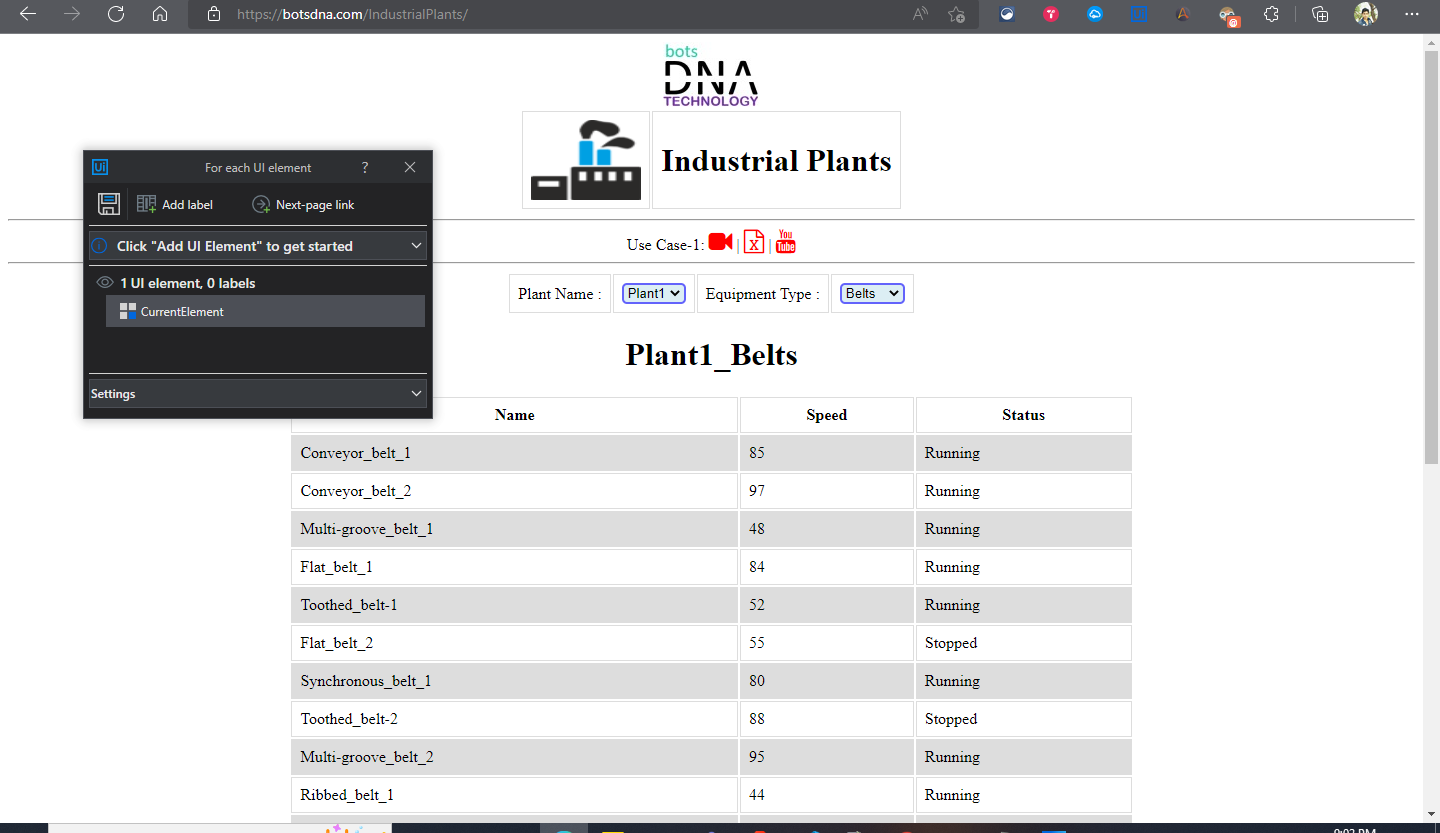 https://botsdna.com/IndustrialPlants/
bots
DNA
TECHNOLOGY
Industrial Plants
Use Case-1: | X | You Tube
Plant Name : Plant1 Equipment Type : Belts
Plant1_Belts
Ui For each UI element ?
Add label Next-page link
Click "Add UI Element" to get started
1 UI element, 0 labels
CurrentElement
Settings
Name Speed Status
Conveyor_belt_1 85 Running
Conveyor_belt_2 97 Running
Multi-groove_belt_1 48 Running
Flat_belt_1 84 Running
Toothed_belt-1 52 Running
Flat_belt_2 55 Stopped
Synchronous_belt_1 80 Running
Toothed_belt-2 88 Stopped
Multi-groove_belt_2 95 Running
Ribbed_belt_1 44 Running